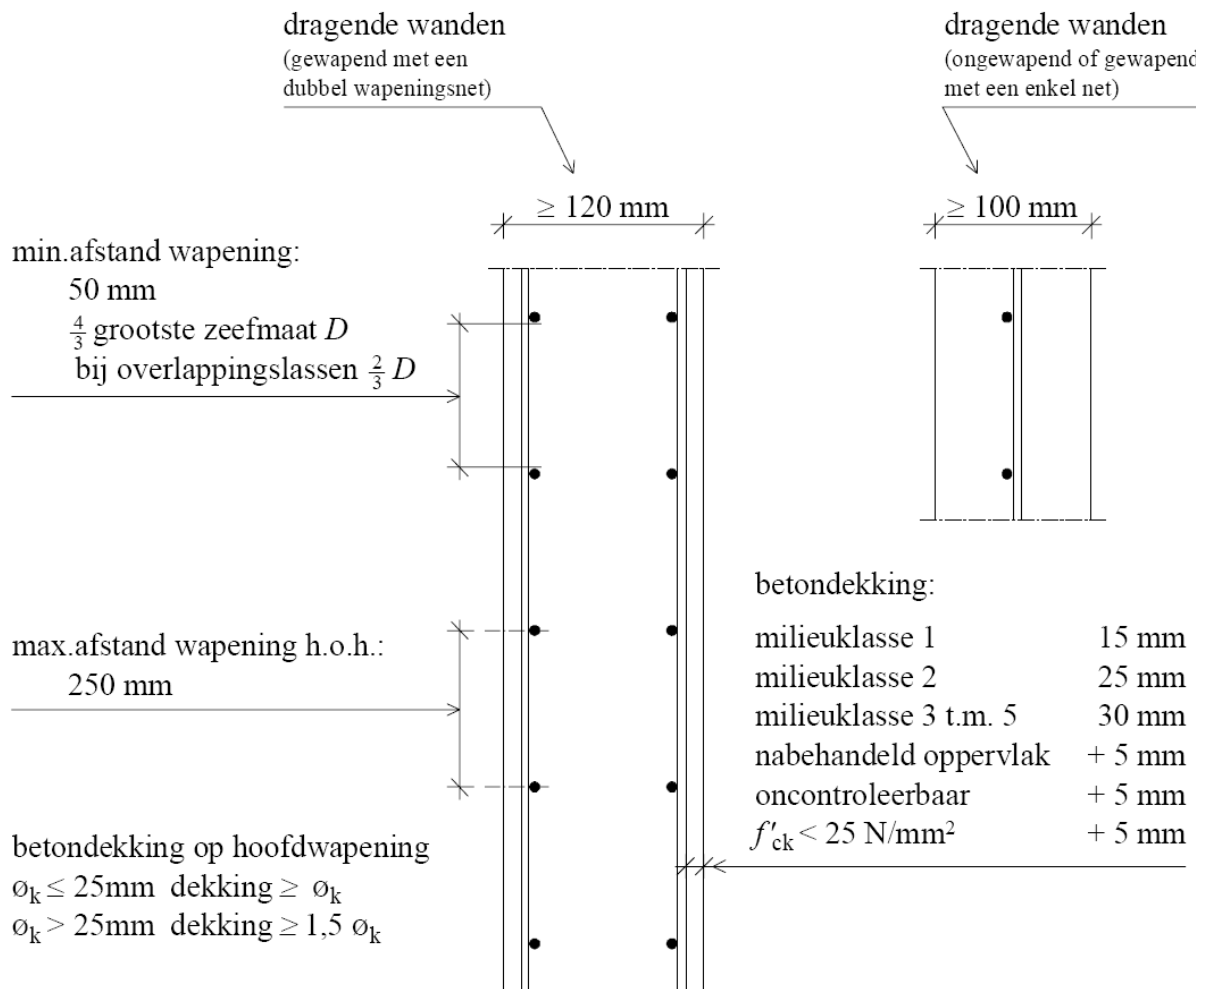 dragende wanden
(gewapend met een
dubbel wapeningsnet)
dragende wanden
(ongewapend of gewapend
met een enkel net)
≥ 120 mm
≥ 100 mm
min.afstand wapening:
50 mm
4/3 grootste zeefmaat D
bij overlappingslassen 2/3 D
max.afstand wapening h.o.h.:
250 mm
betondekking op hoofdwapening
øk ≤ 25mm dekking ≥ øk
øk > 25mm dekking ≥ 1,5 øk
betondekking:
milieuklasse 1 15 mm
milieuklasse 2 25 mm
milieuklasse 3 t.m. 5 30 mm
nabehandeld oppervlak + 5 mm
oncontroleerbaar + 5 mm
f'ck < 25 N/mm² + 5 mm